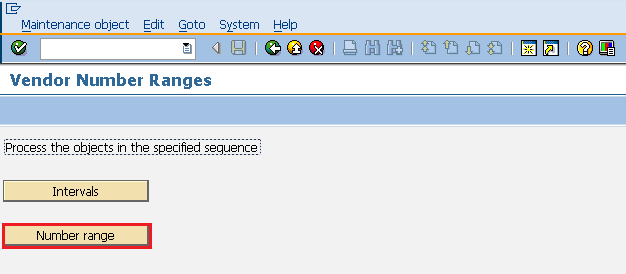 Maintenance object Edit Goto System Help
Vendor Number Ranges
Process the objects in the specified sequence
Intervals
Number range